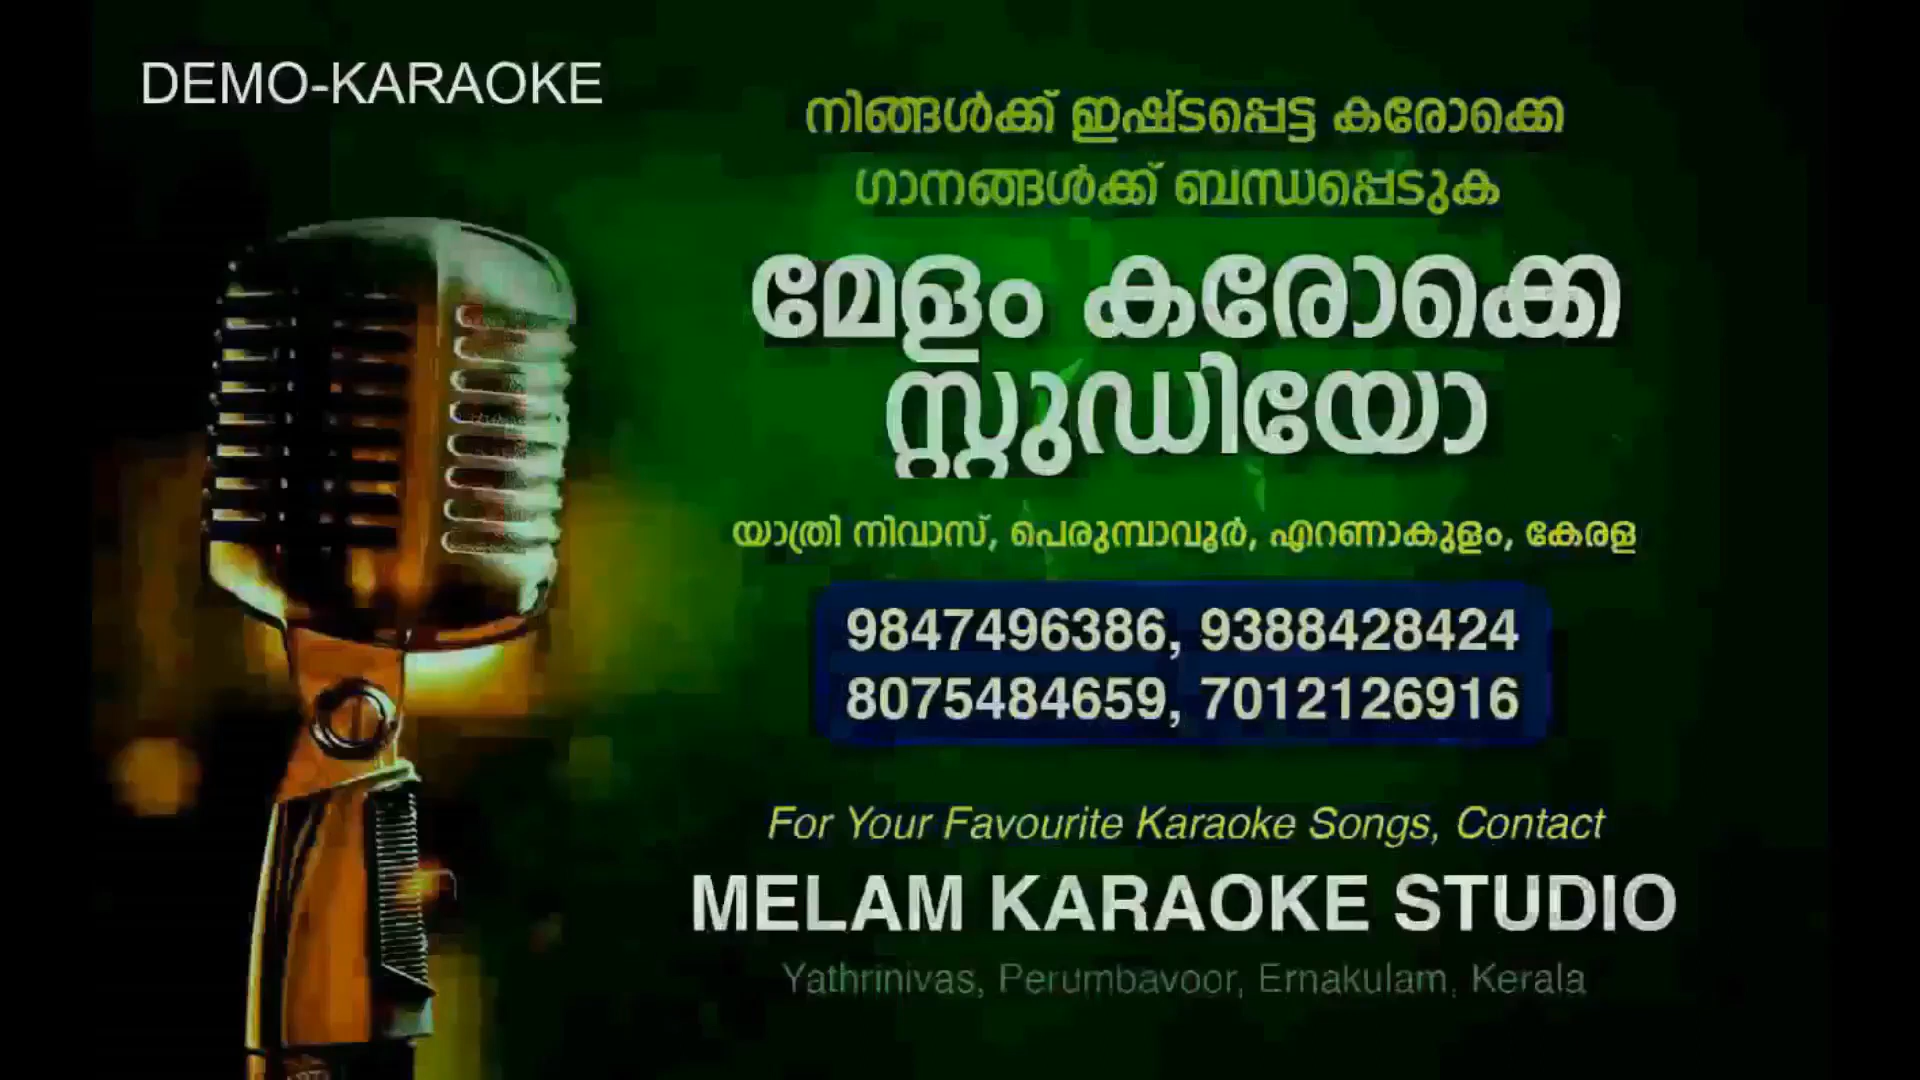 DEMO-KARAOKE
നിങ്ങൾക്ക് ഇഷ്ടപ്പെട്ട കരോക്കെ
ഗാനങ്ങൾക്ക് ബന്ധപ്പെടുക
മേളം കരോക്കെ
സ്റ്റുഡിയോ
യാത്രി നിവാസ്, പെരുമ്പാവൂർ, എറണാകുളം, കേരള
9847496386, 9388428424
8075484659, 7012126916
For Your Favourite Karaoke Songs, Contact
MELAM KARAOKE STUDIO
Yathrinivas, Perumbavoor, Ernakulam, Kerala